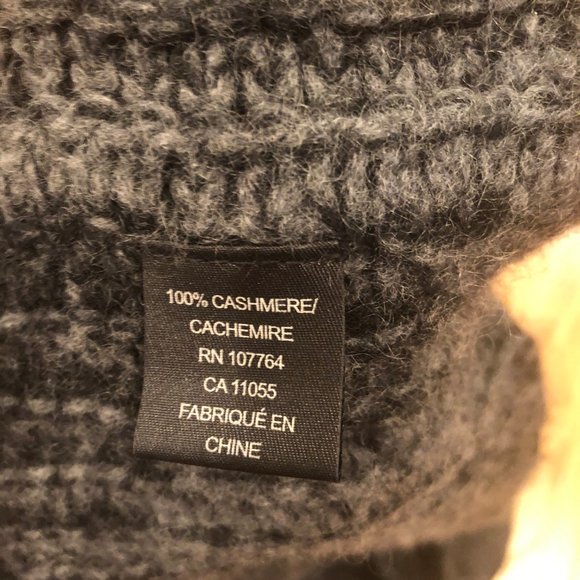 100% CASHMERE/
CACHEMIRE
RN 107764
CA 11055
FABRIQUÉ EN
CHINE